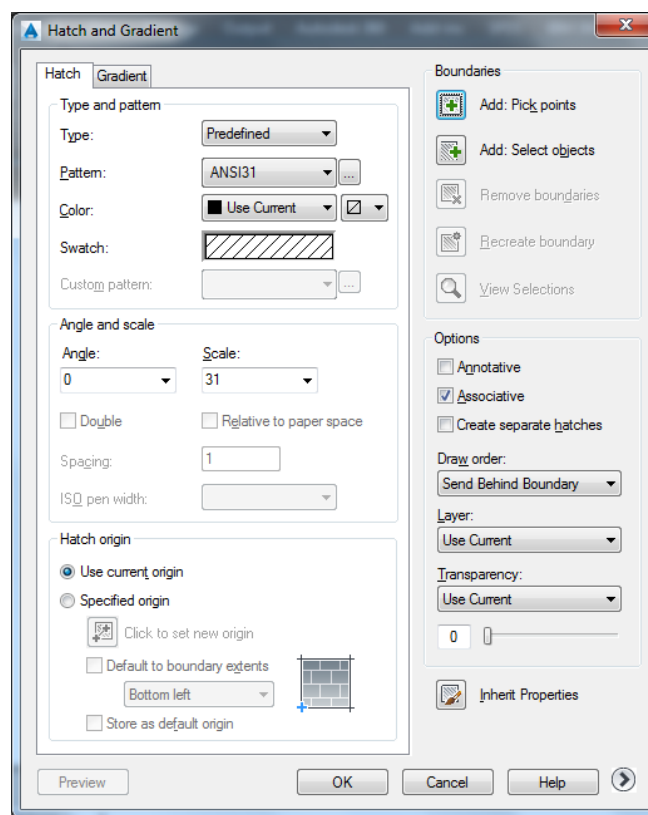 Hatch and Gradient
Hatch
Gradient
Type and pattern
Type:
Predefined
Pattern:
ANSI31
...
Color:
Use Current
Swatch:
Custom pattern:
...
Angle and scale
Angle:
Scale:
0
31
Double
Relative to paper space
Spacing:
1
ISO pen width:
Hatch origin
Use current origin
Specified origin
Click to set new origin
Default to boundary extents
Bottom left
Store as default origin
Boundaries
Add: Pick points
Add: Select objects
Remove boundaries
Recreate boundary
View Selections
Options
Annotative
Associative
Create separate hatches
Draw order:
Send Behind Boundary
Layer:
Use Current
Transparency:
Use Current
0
Inherit Properties
Preview
OK
Cancel
Help